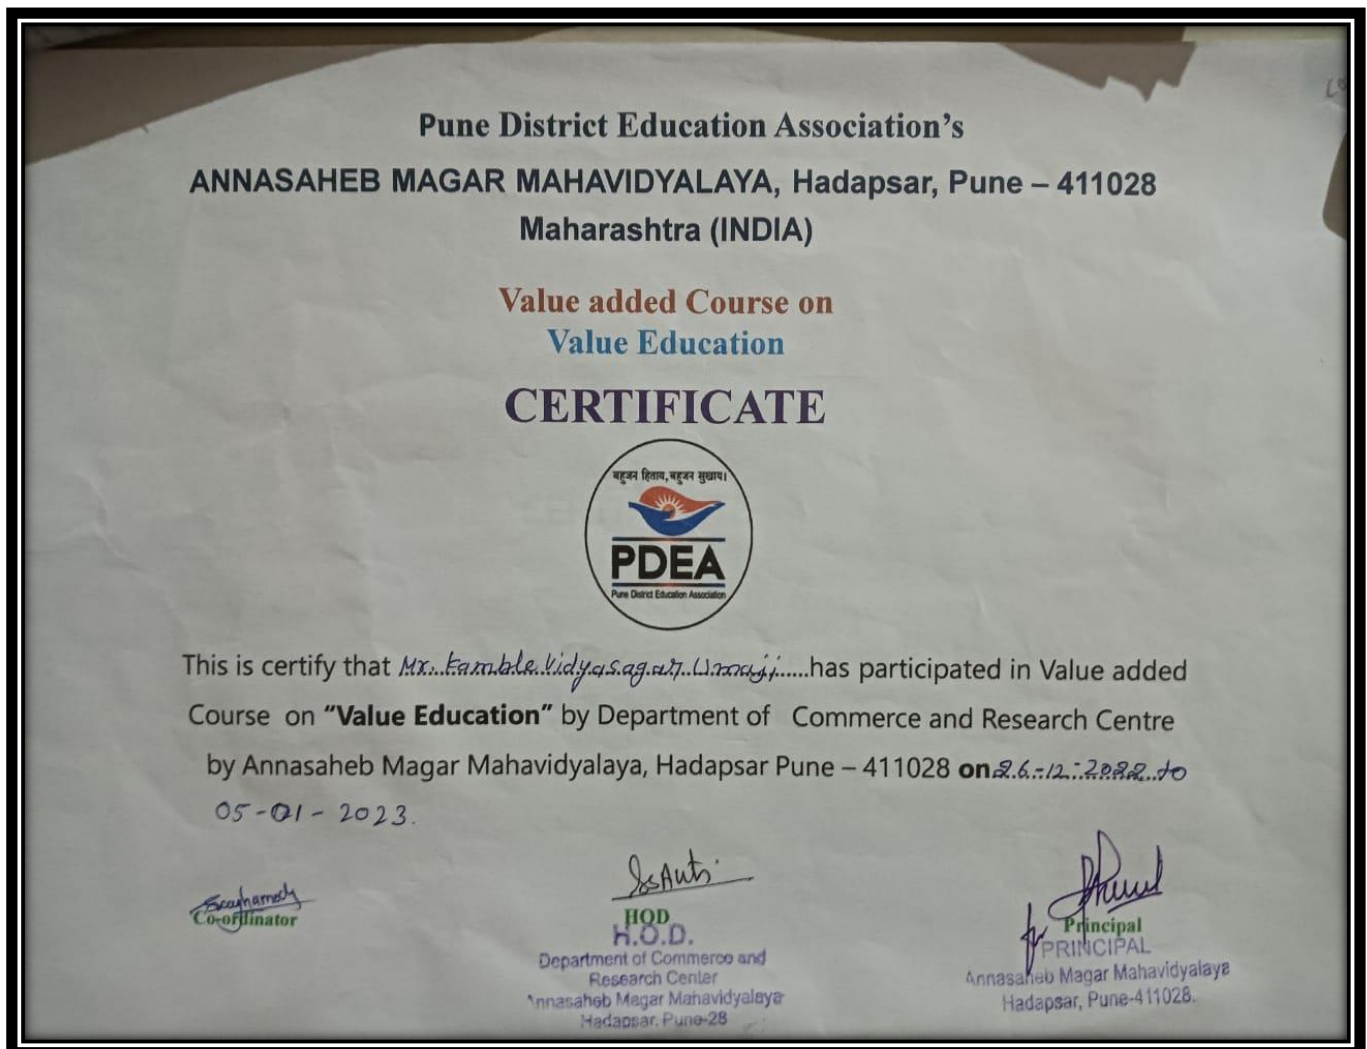 Pune District Education Association’s
ANNASAHEB MAGAR MAHAVIDYALAYA, Hadapsar, Pune – 411028
Maharashtra (INDIA)
Value added Course on
Value Education
CERTIFICATE
बहुजन हिताय, बहुजन सुखाय।
PDEA
Pune District Education Association
This is certify that Mr. Kamble Vidyasagar Umaji has participated in Value added
Course on “Value Education” by Department of Commerce and Research Centre
by Annasaheb Magar Mahavidyalaya, Hadapsar Pune – 411028 on 26-12-2022 to
05-01-2023.
Co-ordinator
HOD
H.O.D.
Department of Commerce and
Research Center
Annasaheb Magar Mahavidyalaya
Hadapsar, Pune-28
for
Principal
PRINCIPAL
Annasaheb Magar Mahavidyalaya
Hadapsar, Pune-411028.